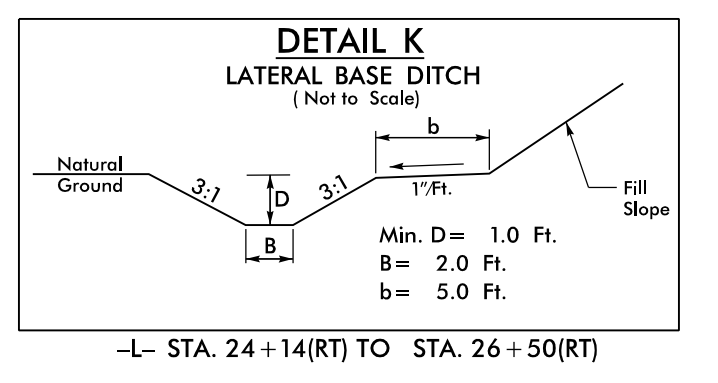 DETAIL K
LATERAL BASE DITCH
( Not to Scale)
b
Natural
Ground
3:1
D
3:1
1"/Ft.
Fill
Slope
B
Min. D = 1.0 Ft.
B = 2.0 Ft.
b = 5.0 Ft.
–L– STA. 24+14(RT) TO STA. 26+50(RT)